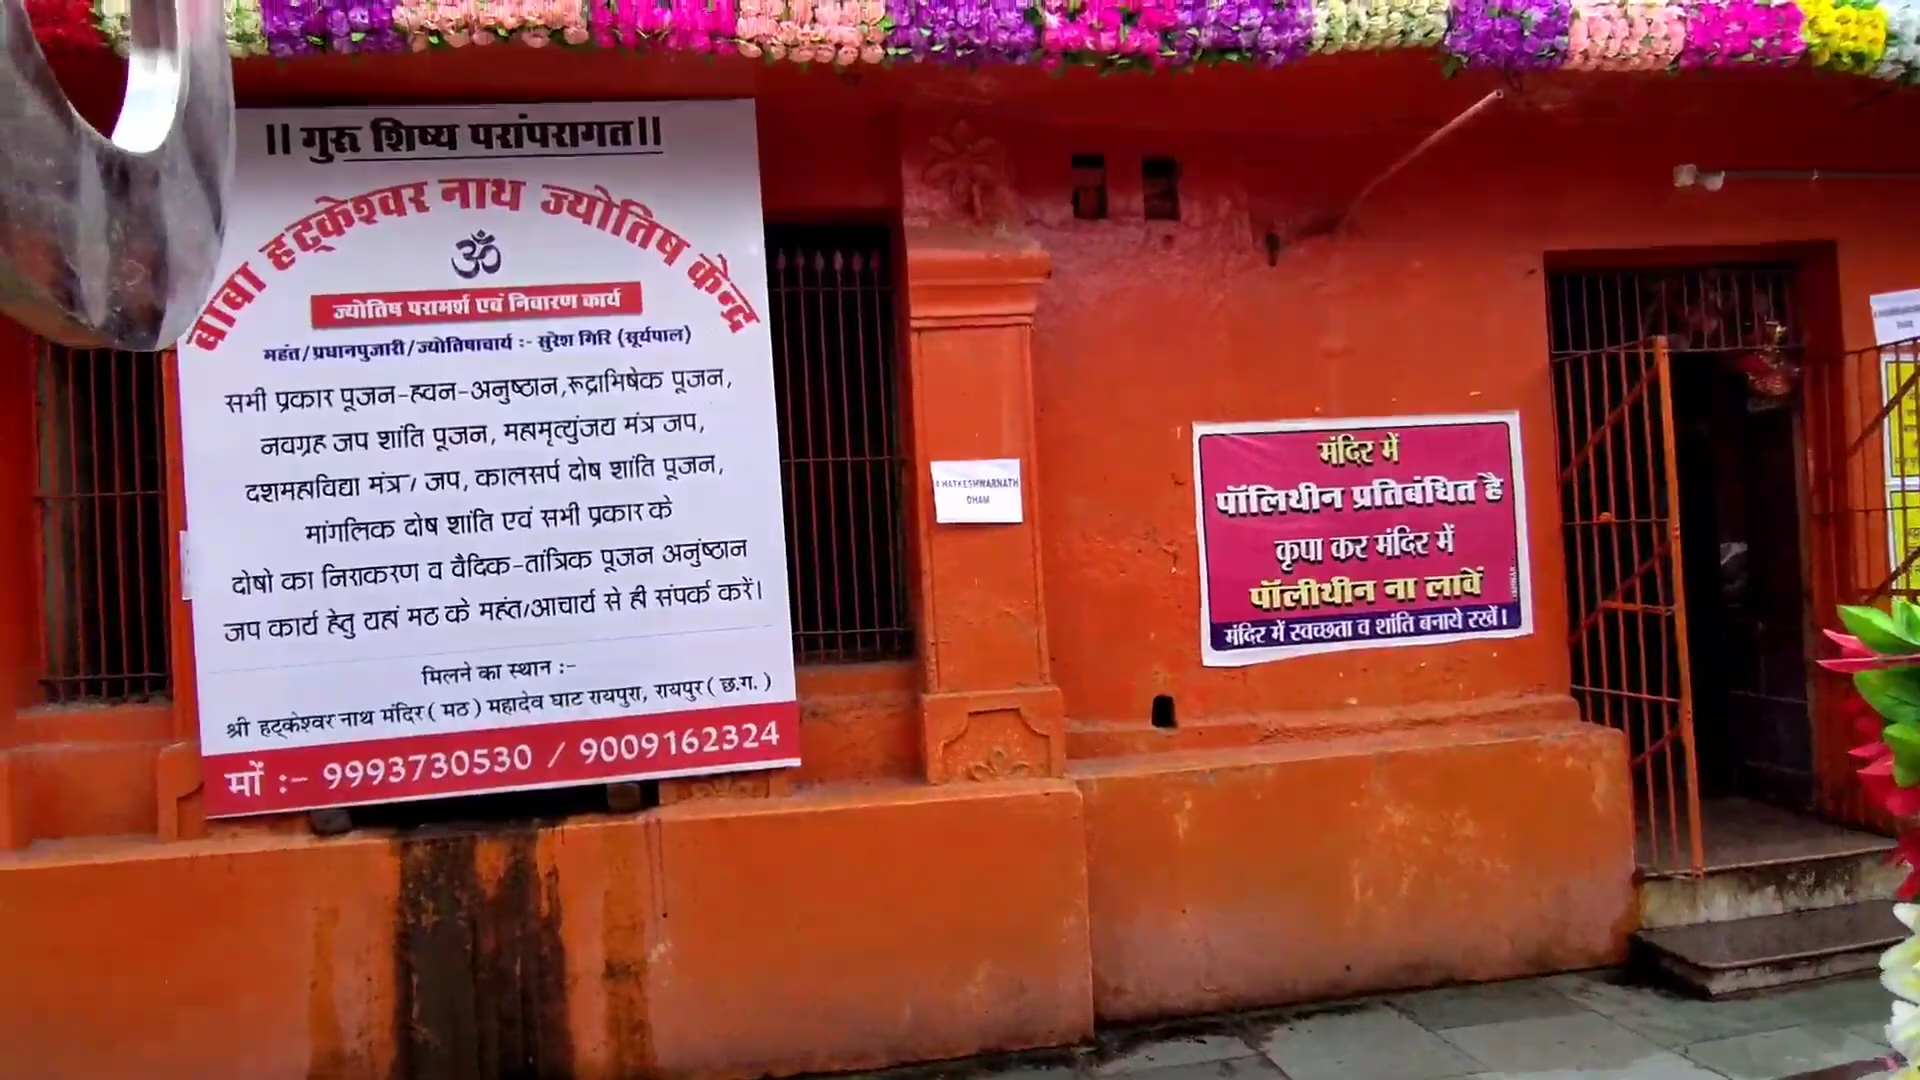 || गुरू शिष्य परांपरागत||
बाबा हट्केश्वर नाथ ज्योतिष केन्द्र
ॐ
ज्योतिष परामर्श एवं निवारण कार्य
महंत/प्रधानपुजारी/ज्योतिषाचार्य :- सुरेश गिरि (सूर्यपाल)
सभी प्रकार पूजन-हवन-अनुष्ठान,रूद्राभिषेक पूजन,
नवग्रह जप शांति पूजन, महामृत्युंजय मंत्र जप,
दशमहाविद्या मंत्र / जप, कालसर्प दोष शांति पूजन,
मांगलिक दोष शांति एवं सभी प्रकार के
दोषो का निराकरण व वैदिक-तांत्रिक पूजन अनुंष्ठान
जप कार्य हेतु यहां मठ के महंत/आचार्य से ही संपर्क करें।
मिलने का स्थान :-
श्री हट्केश्वर नाथ मंदिर ( मठ ) महादेव घाट रायपुरा, रायपुर ( छ.ग. )
मों :- 9993730530 / 9009162324
HATKESHWARNATH
DHAM
मंदिर में
पॉलिथीन प्रतिबंधित है
कृपा कर मंदिर में
पॉलीथीन ना लावें
मंदिर में स्वच्छता व शांति बनाये रखें।